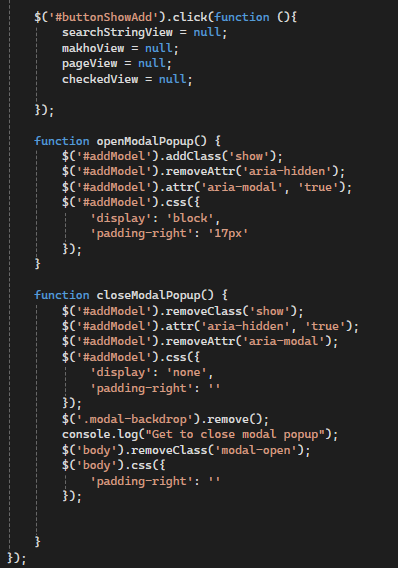 $('#buttonShowAdd').click(function (){
searchStringView = null;
makhoView = null;
pageView = null;
checkedView = null;
});
function openModalPopup() {
$('#addModel').addClass('show');
$('#addModel').removeAttr('aria-hidden');
$('#addModel').attr('aria-modal', 'true');
$('#addModel').css({
'display': 'block',
'padding-right': '17px'
});
}
function closeModalPopup() {
$('#addModel').removeClass('show');
$('#addModel').attr('aria-hidden', 'true');
$('#addModel').removeAttr('aria-modal');
$('#addModel').css({
'display': 'none',
'padding-right': ''
});
$('.modal-backdrop').remove();
console.log("Get to close modal popup");
$('body').removeClass('modal-open');
$('body').css({
'padding-right': ''
});
}
});